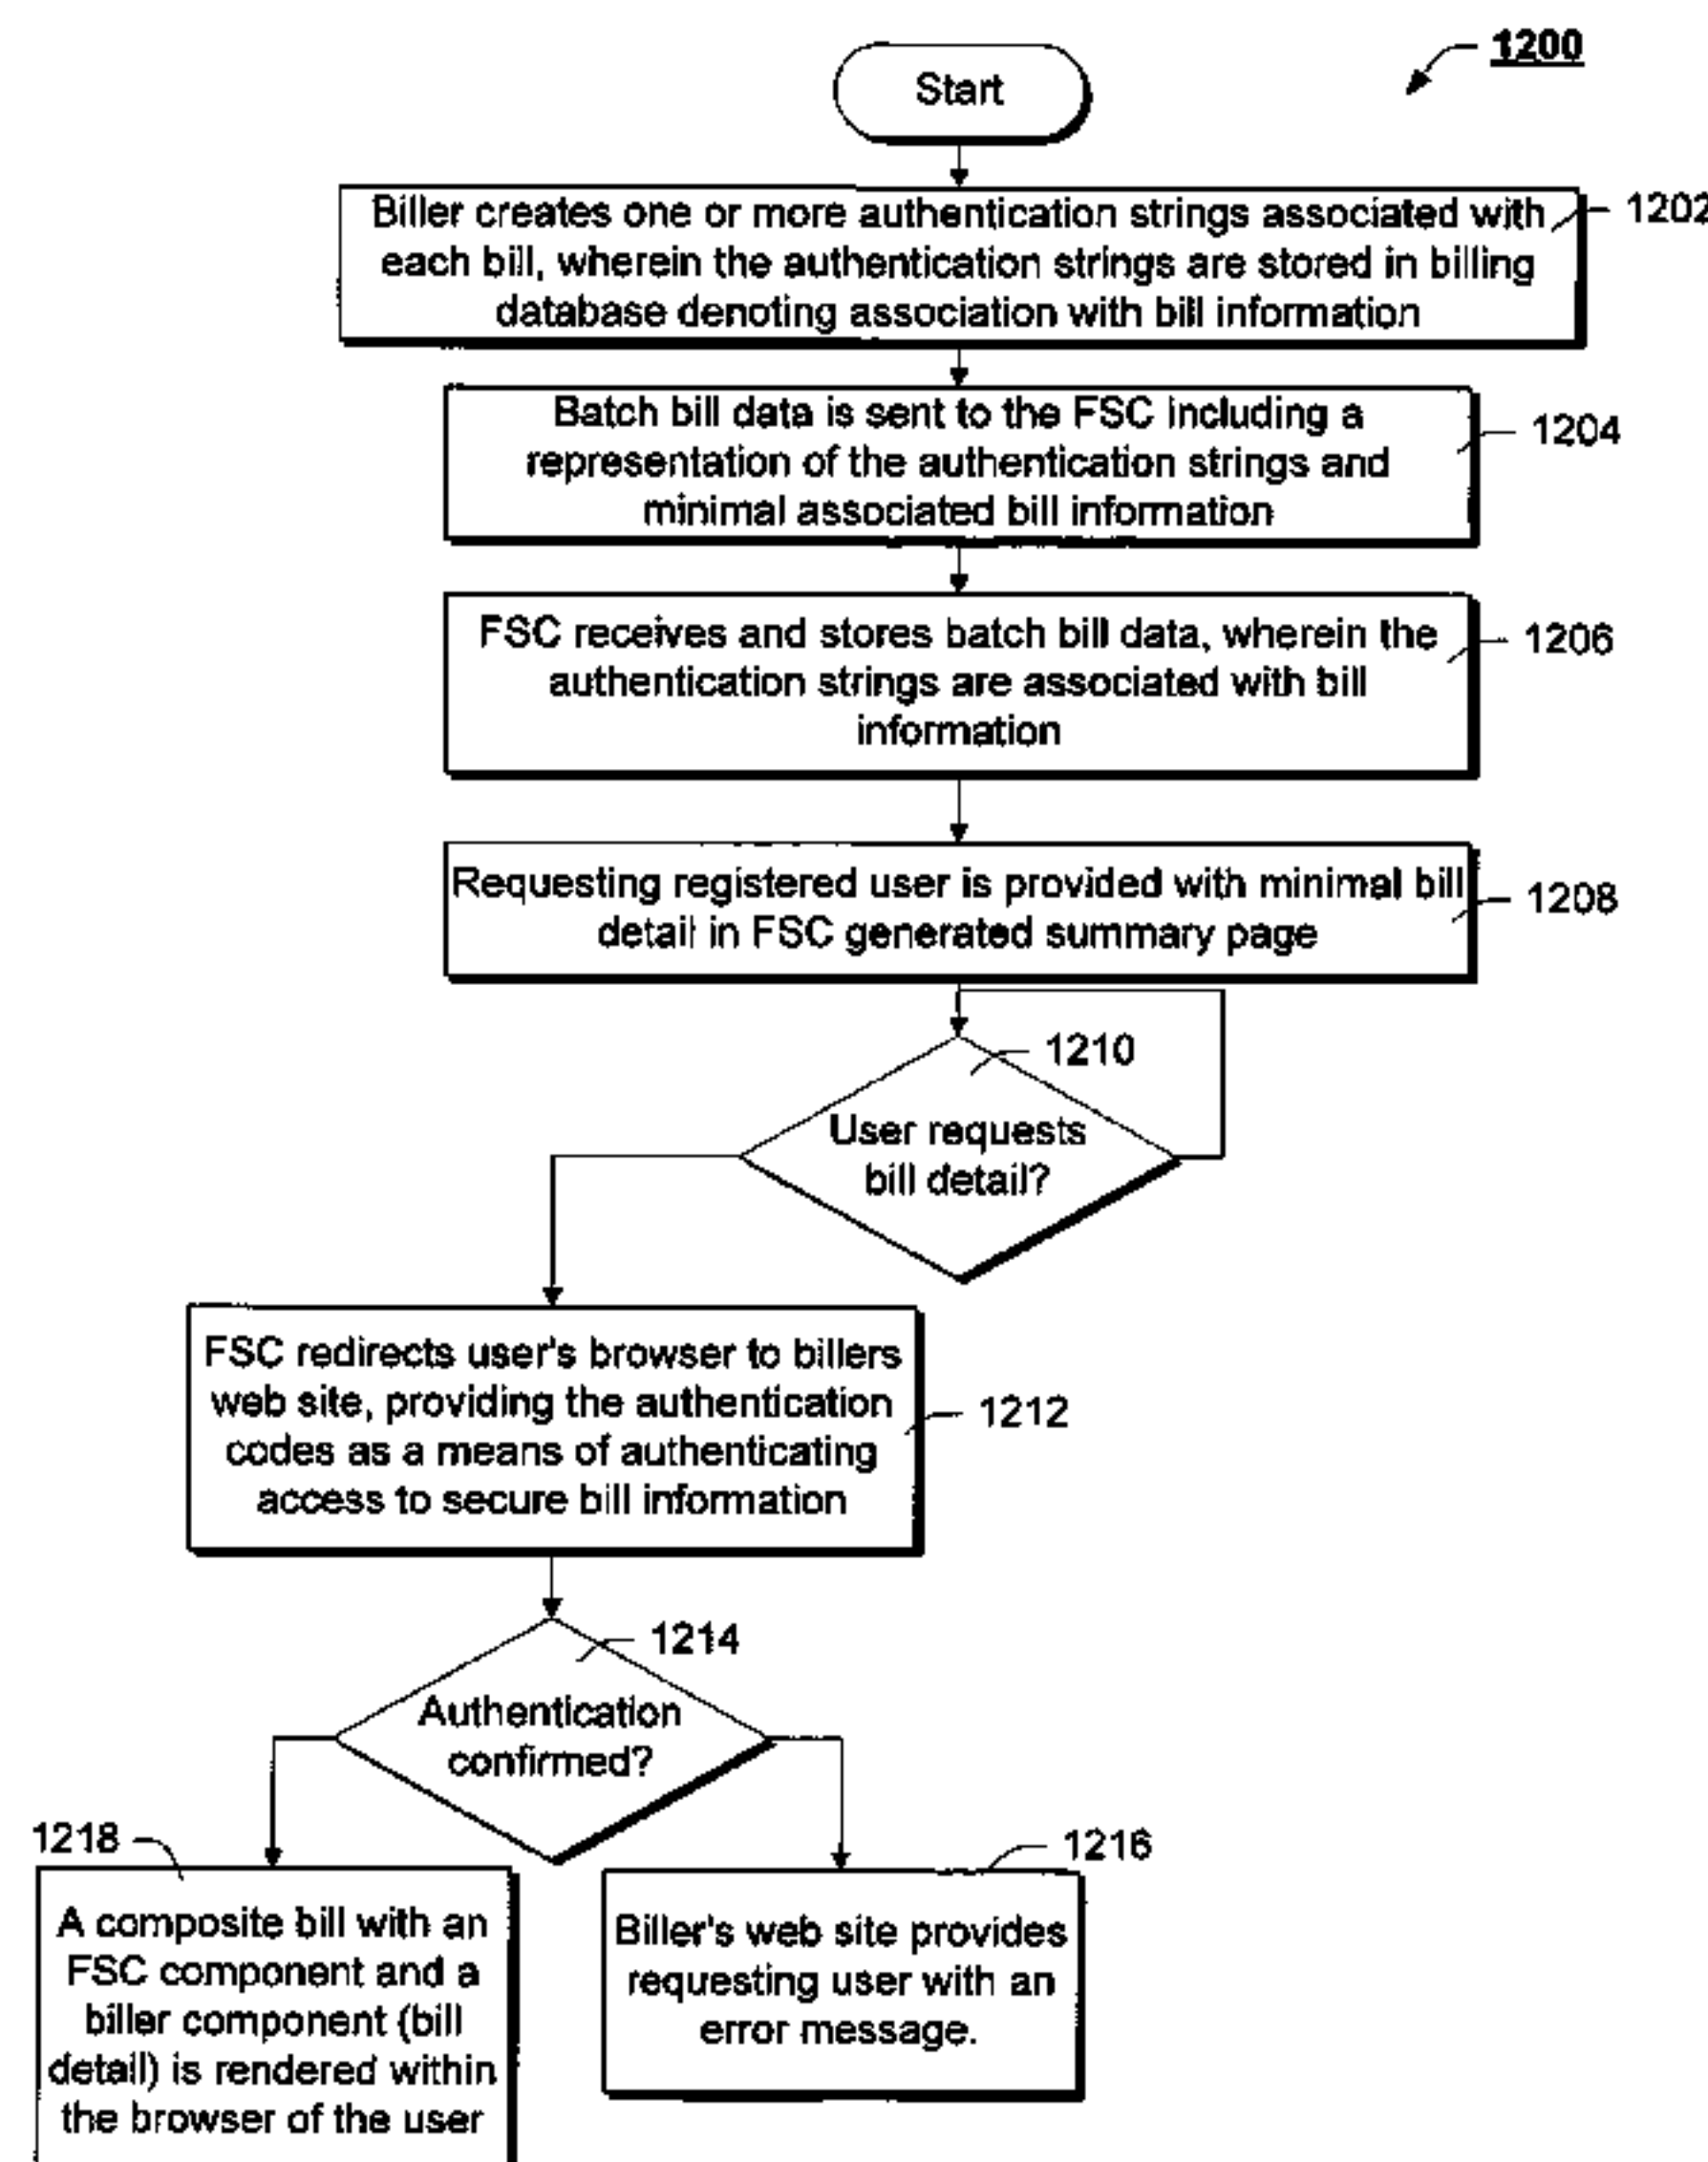 1200
Start
Biller creates one or more authentication strings associated with
each bill, wherein the authentication strings are stored in billing
database denoting association with bill information
1202
Batch bill data is sent to the FSC including a
representation of the authentication strings and
minimal associated bill information
1204
FSC receives and stores batch bill data, wherein the
authentication strings are associated with bill
information
1206
Requesting registered user is provided with minimal bill
detail in FSC generated summary page
1208
1210
User requests
bill detail?
FSC redirects user's browser to billers
web site, providing the authentication
codes as a means of authenticating
access to secure bill information
1212
1214
Authentication
confirmed?
1218
A composite bill with an
FSC component and a
biller component (bill
detail) is rendered within
the browser of the user
1216
Biller's web site provides
requesting user with an
error message.